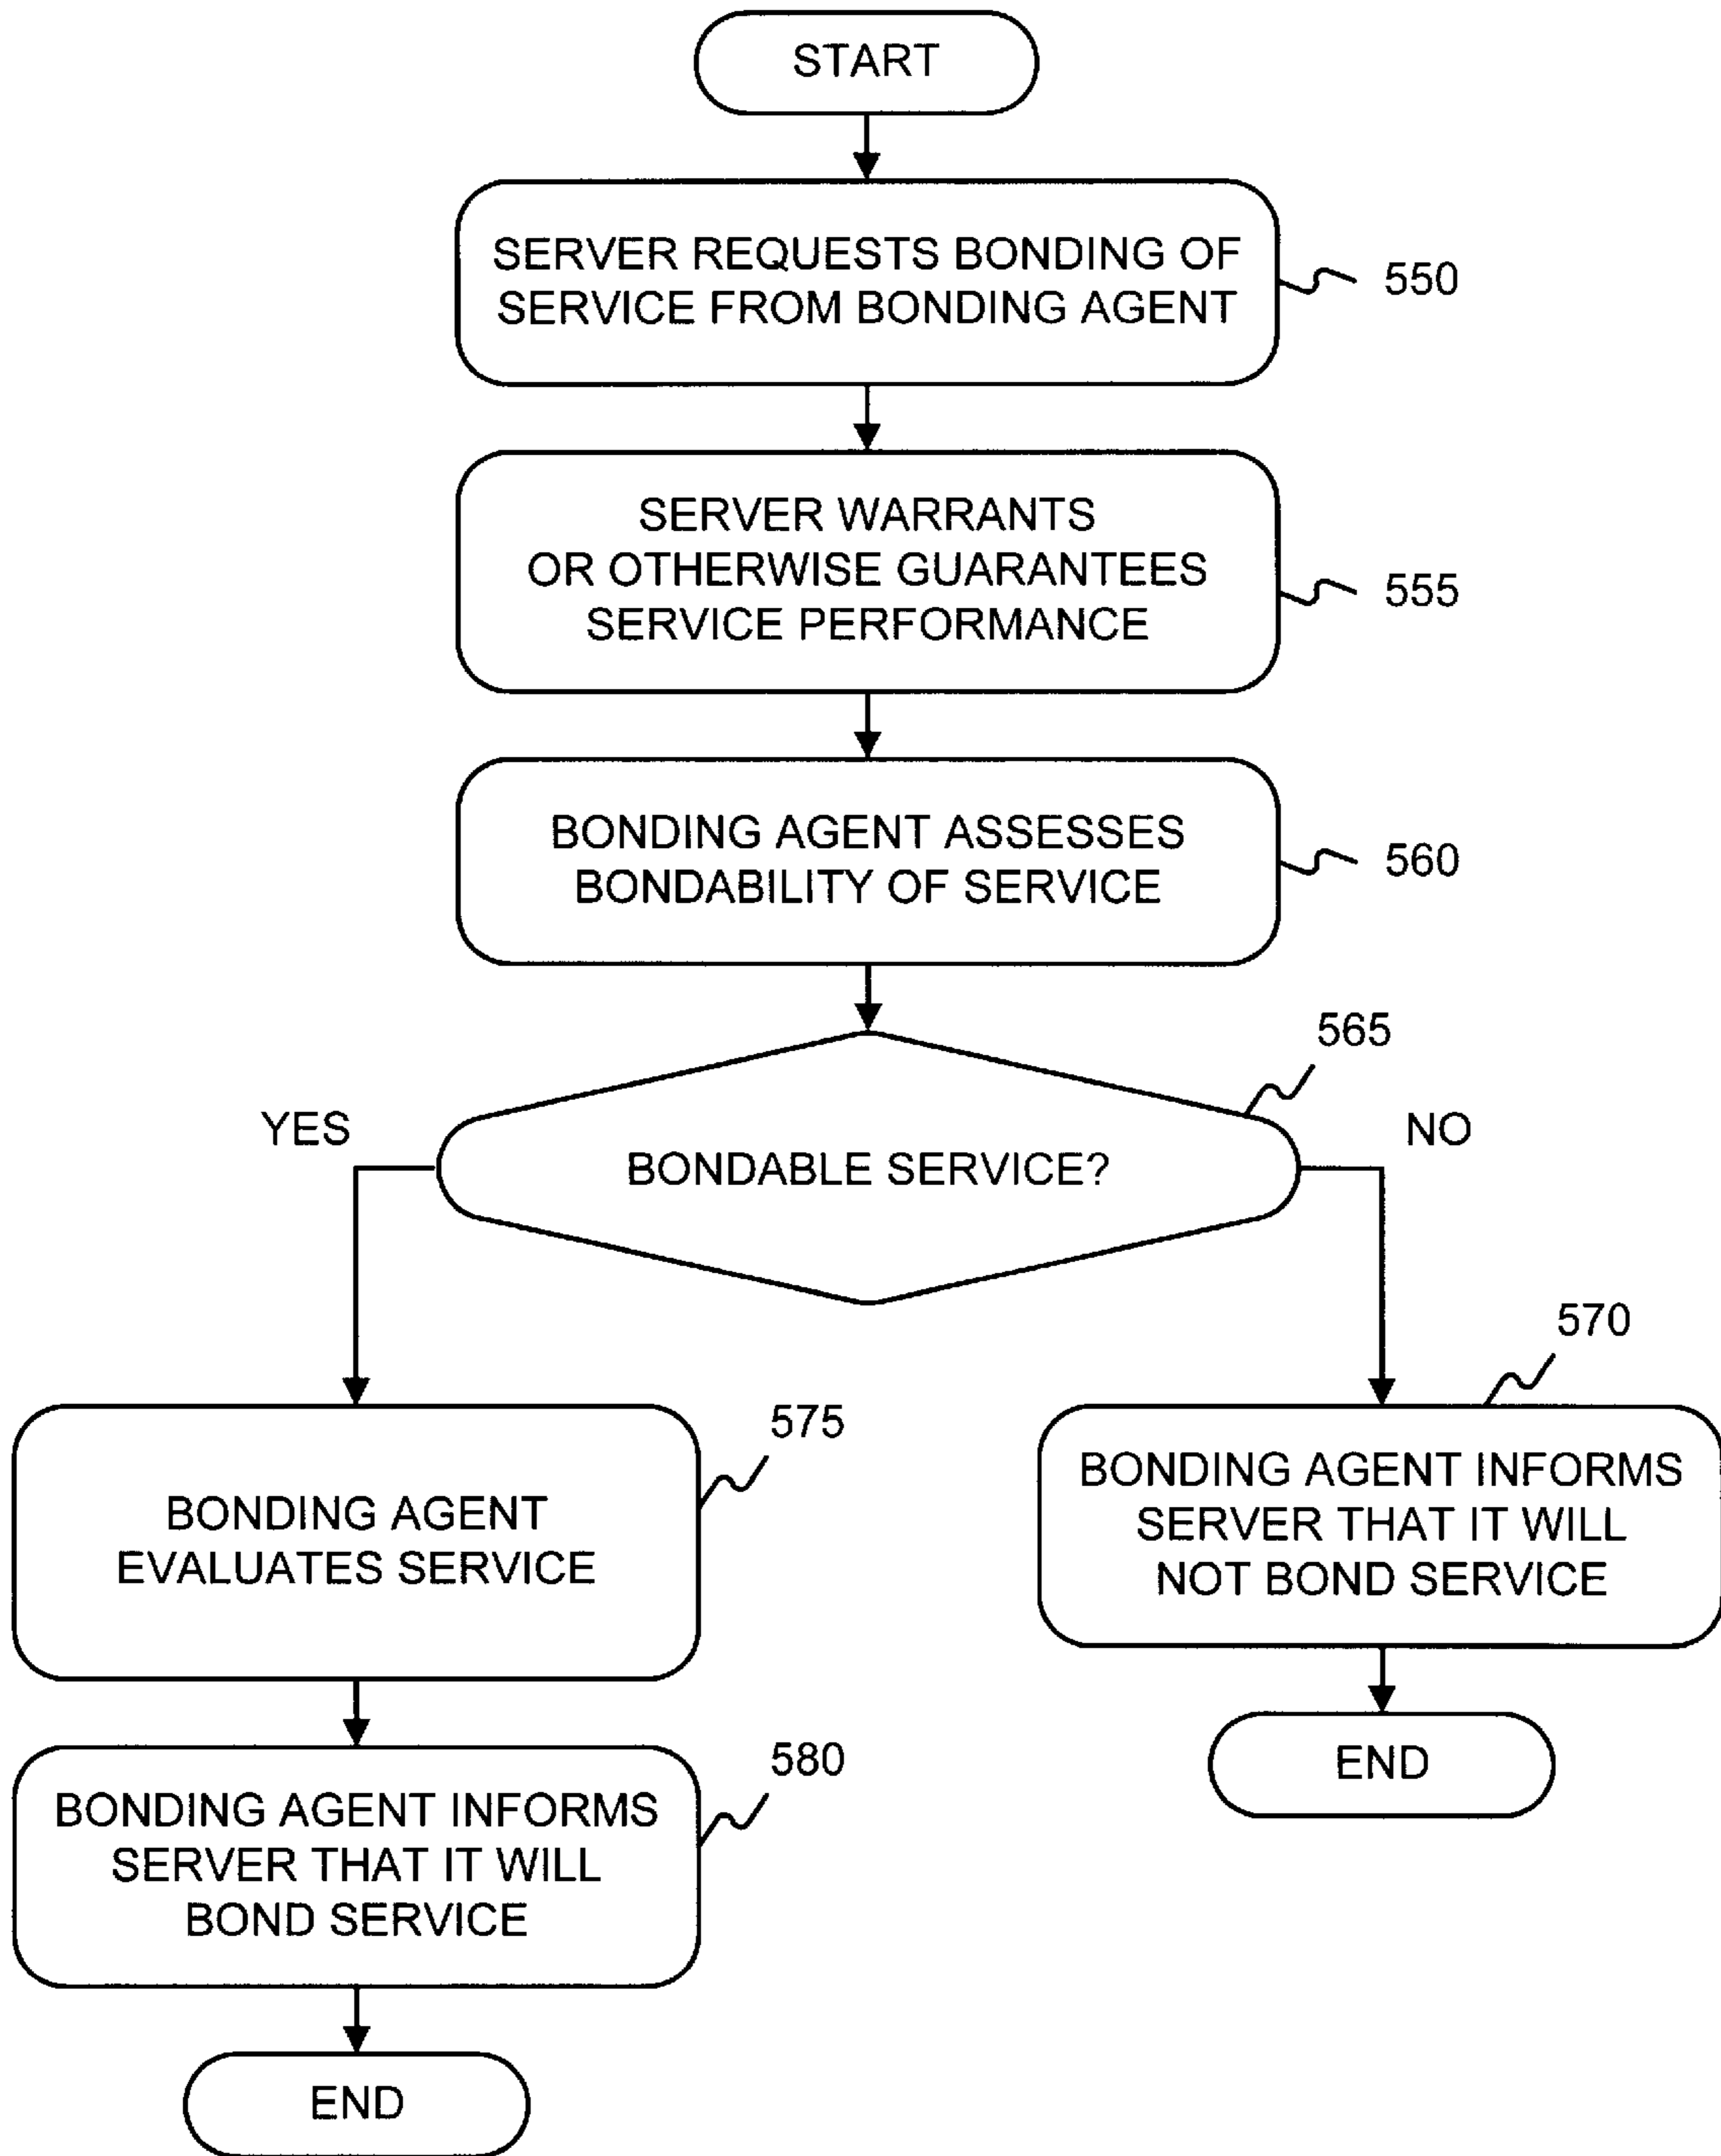 START
SERVER REQUESTS BONDING OF
SERVICE FROM BONDING AGENT
550
SERVER WARRANTS
OR OTHERWISE GUARANTEES
SERVICE PERFORMANCE
555
BONDING AGENT ASSESSES
BONDABILITY OF SERVICE
560
565
YES
NO
BONDABLE SERVICE?
575
BONDING AGENT
EVALUATES SERVICE
570
BONDING AGENT INFORMS
SERVER THAT IT WILL
NOT BOND SERVICE
END
580
BONDING AGENT INFORMS
SERVER THAT IT WILL
BOND SERVICE
END